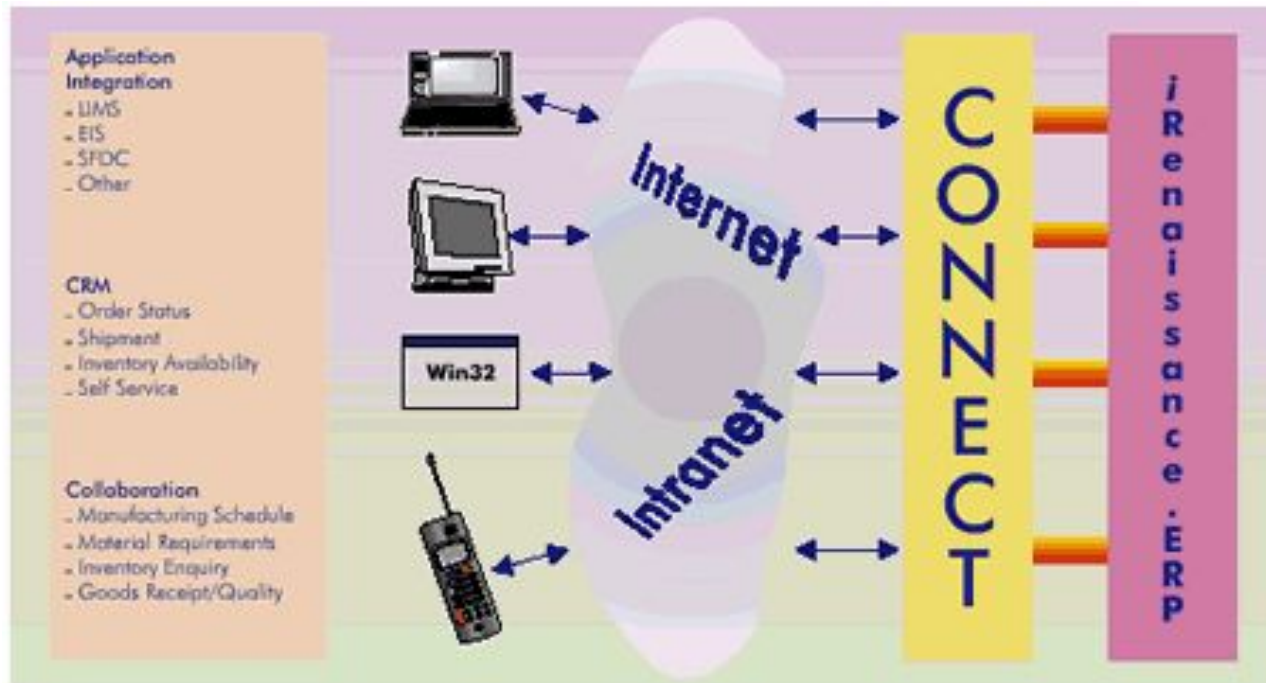 Application
Integration
- LIMS
- EIS
- SFDC
- Other
CRM
- Order Status
- Shipment
- Inventory Availability
- Self Service
Collaboration
- Manufacturing Schedule
- Material Requirements
- Inventory Enquiry
- Goods Receipt/Quality
Win32
Internet
Intranet
CONNECT
iRenaissance.ERP